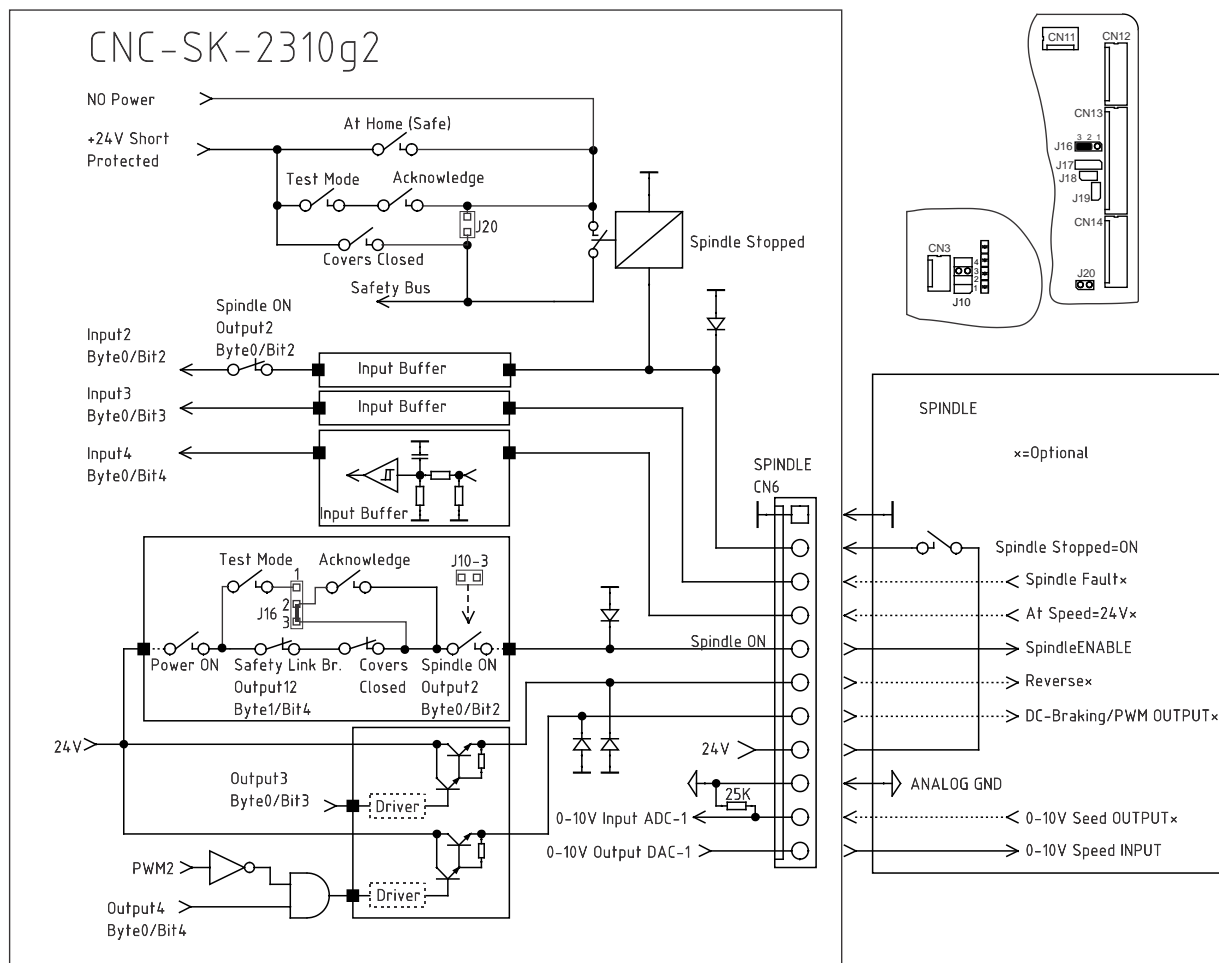 CNC-SK-2310g2
NO Power
+24V Short
Protected
At Home (Safe)
Test Mode
Acknowledge
J20
Covers Closed
Safety Bus
Spindle Stopped
Spindle ON
Output2
Byte0/Bit2
Input2
Byte0/Bit2
Input Buffer
Input3
Byte0/Bit3
Input Buffer
Input4
Byte0/Bit4
Input Buffer
Test Mode
1
Acknowledge
J10-3
J16
2
3
Power ON
Safety Link Br.
Output12
Byte1/Bit4
Covers
Closed
Spindle ON
Output2
Byte0/Bit2
24V
Output3
Byte0/Bit3
Driver
PWM2
Output4
Byte0/Bit4
Driver
SPINDLE
CN6
Spindle ON
24V
25K
0-10V Input ADC-1
0-10V Output DAC-1
CN11
CN12
CN13
3 2 1
J16
J17
J18
J19
CN14
J20
CN3
4
3
2
1
J10
SPINDLE
×=Optional
Spindle Stopped=ON
Spindle Fault×
At Speed=24V×
SpindleENABLE
Reverse×
DC-Braking/PWM OUTPUT×
ANALOG GND
0-10V Seed OUTPUT×
0-10V Speed INPUT